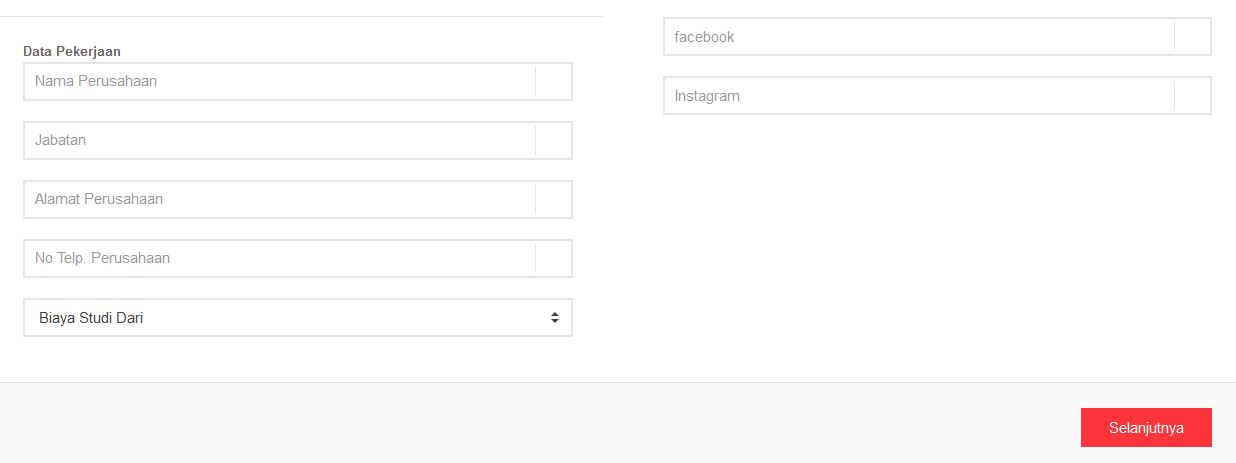 Data Pekerjaan
Nama Perusahaan
Jabatan
Alamat Perusahaan
No Telp. Perusahaan
Biaya Studi Dari
facebook
Instagram
Selanjutnya